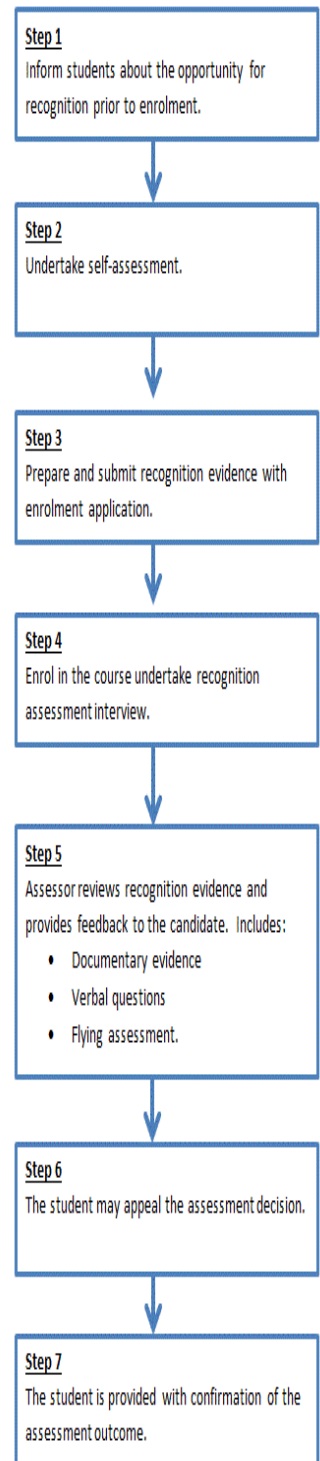 Step 1
Inform students about the opportunity for
recognition prior to enrolment.
Step 2
Undertake self-assessment.
Step 3
Prepare and submit recognition evidence with
enrolment application.
Step 4
Enrol in the course undertake recognition
assessment interview.
Step 5
Assessor reviews recognition evidence and
provides feedback to the candidate. Includes:
• Documentary evidence
• Verbal questions
• Flying assessment.
Step 6
The student may appeal the assessment decision.
Step 7
The student is provided with confirmation of the
assessment outcome.